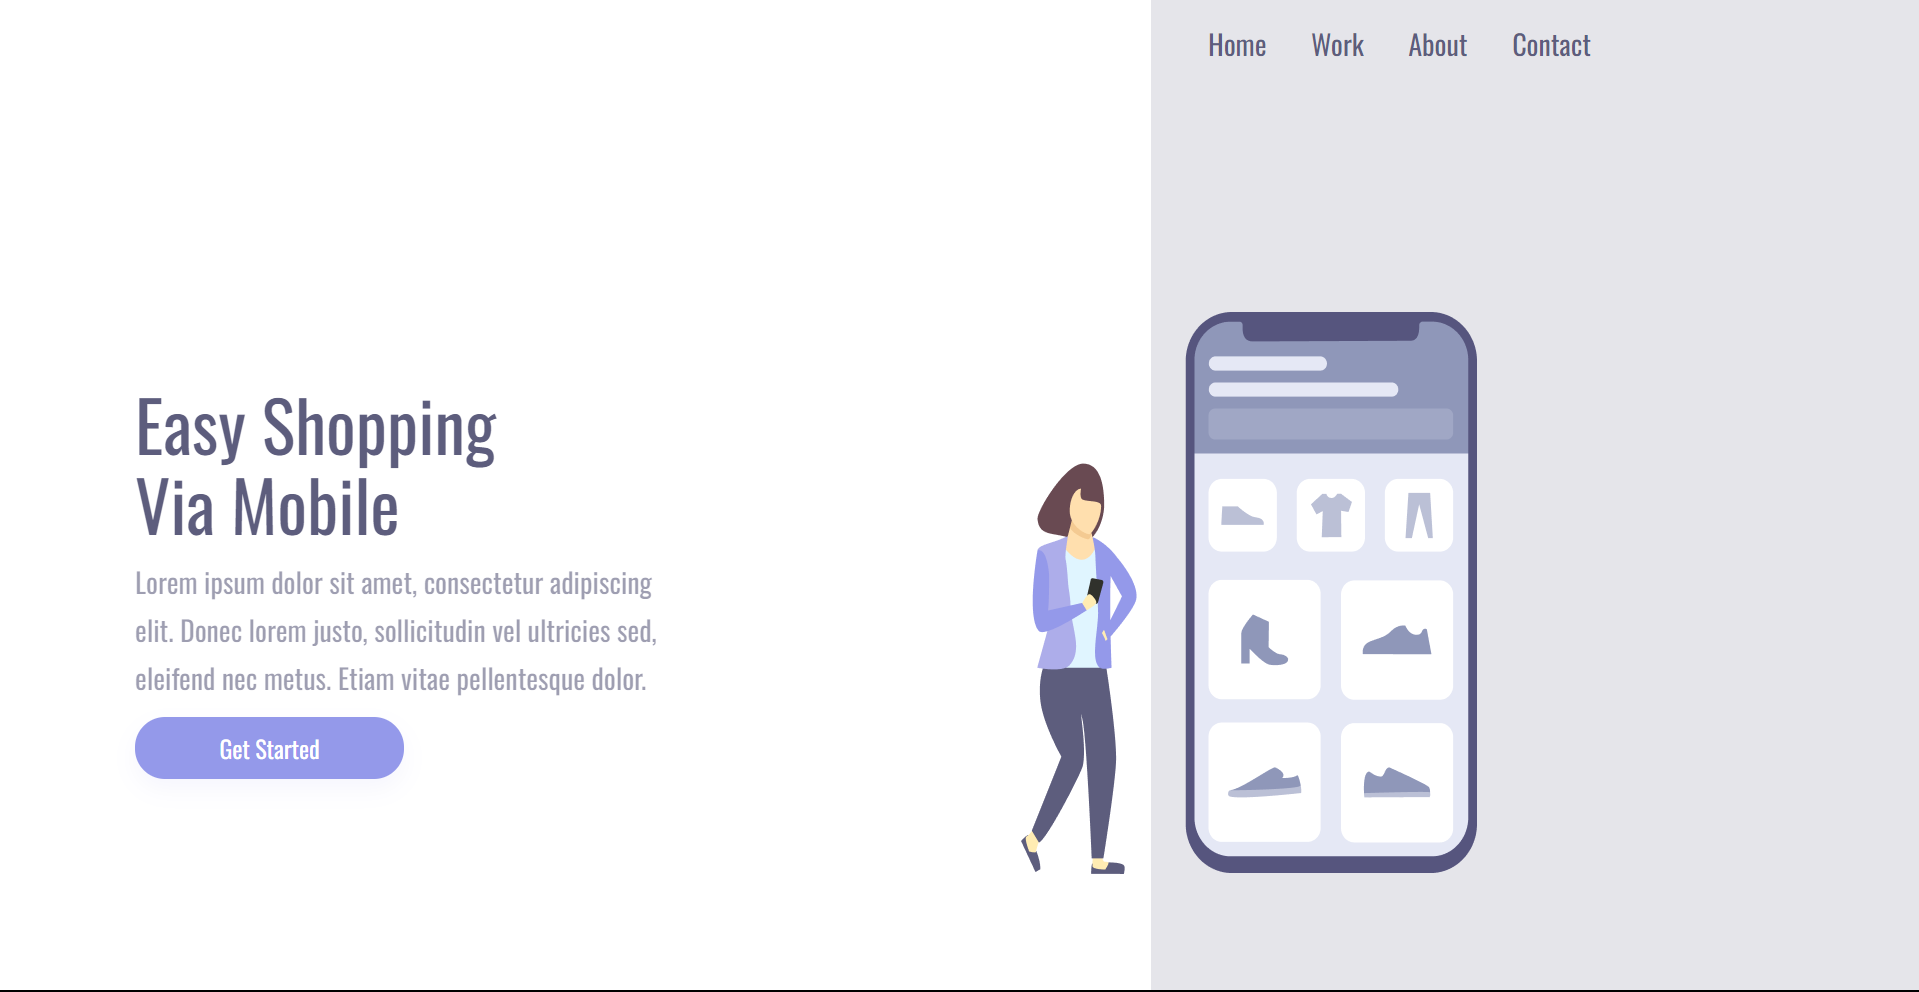 Home Work About Contact
Easy Shopping
Via Mobile
Lorem ipsum dolor sit amet, consectetur adipiscing
elit. Donec lorem justo, sollicitudin vel ultricies sed,
eleifend nec metus. Etiam vitae pellentesque dolor.
Get Started